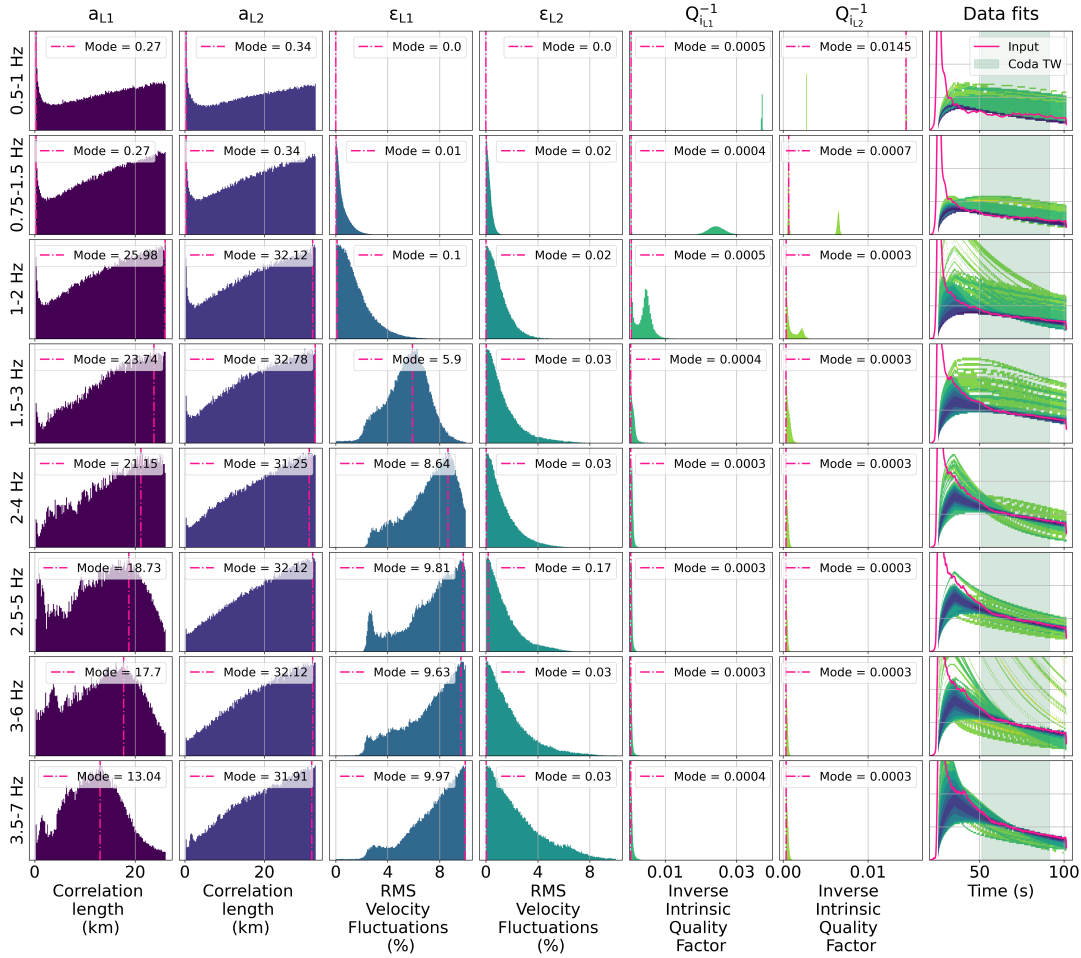 a_L1 a_L2 ε_L1 ε_L2 Q_iL1^-1 Q_iL2^-1 Data fits
0.5-1 Hz
Mode = 0.27 Mode = 0.34 Mode = 0.0 Mode = 0.0 Mode = 0.0005 Mode = 0.0145 Input
Coda TW
0.75-1.5 Hz
Mode = 0.27 Mode = 0.34 Mode = 0.01 Mode = 0.02 Mode = 0.0004 Mode = 0.0007
1-2 Hz
Mode = 25.98 Mode = 32.12 Mode = 0.1 Mode = 0.02 Mode = 0.0005 Mode = 0.0003
1.5-3 Hz
Mode = 23.74 Mode = 32.78 Mode = 5.9 Mode = 0.03 Mode = 0.0004 Mode = 0.0003
2-4 Hz
Mode = 21.15 Mode = 31.25 Mode = 8.64 Mode = 0.03 Mode = 0.0003 Mode = 0.0003
2.5-5 Hz
Mode = 18.73 Mode = 32.12 Mode = 9.81 Mode = 0.17 Mode = 0.0003 Mode = 0.0003
3-6 Hz
Mode = 17.7 Mode = 32.12 Mode = 9.63 Mode = 0.03 Mode = 0.0003 Mode = 0.0003
3.5-7 Hz
Mode = 13.04 Mode = 31.91 Mode = 9.97 Mode = 0.03 Mode = 0.0004 Mode = 0.0003
0 20 0 20 0 4 8 0 4 8 0.01 0.03 0.00 0.01 50 100
Correlation
length
(km)
Correlation
length
(km)
RMS
Velocity
Fluctuations
(%)
RMS
Velocity
Fluctuations
(%)
Inverse
Intrinsic
Quality
Factor
Inverse
Intrinsic
Quality
Factor
Time (s)